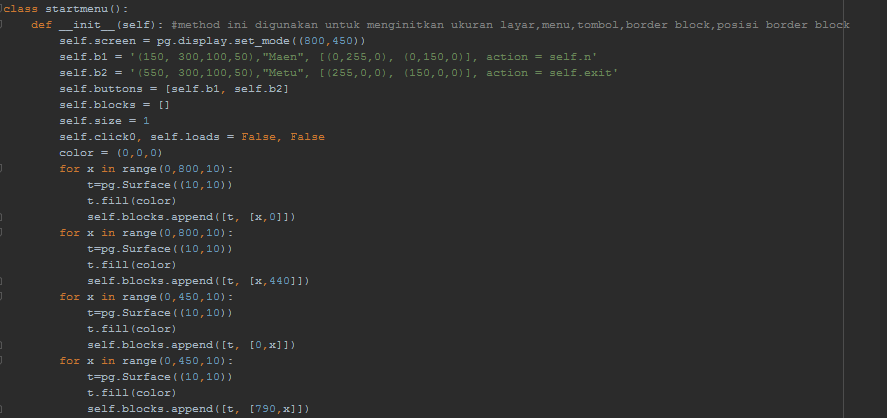 class startmenu():
    def __init__(self): #method ini digunakan untuk menginitkan ukuran layar,menu,tombol,border block,posisi border block
        self.screen = pg.display.set_mode((800,450))
        self.b1 = '(150, 300,100,50),"Maen", [(0,255,0), (0,150,0)], action = self.n'
        self.b2 = '(550, 300,100,50),"Metu", [(255,0,0), (150,0,0)], action = self.exit'
        self.buttons = [self.b1, self.b2]
        self.blocks = []
        self.size = 1
        self.click0, self.loads = False, False
        color = (0,0,0)
        for x in range(0,800,10):
            t=pg.Surface((10,10))
            t.fill(color)
            self.blocks.append([t, [x,0]])
        for x in range(0,800,10):
            t=pg.Surface((10,10))
            t.fill(color)
            self.blocks.append([t, [x,440]])
        for x in range(0,450,10):
            t=pg.Surface((10,10))
            t.fill(color)
            self.blocks.append([t, [0,x]])
        for x in range(0,450,10):
            t=pg.Surface((10,10))
            t.fill(color)
            self.blocks.append([t, [790,x]])